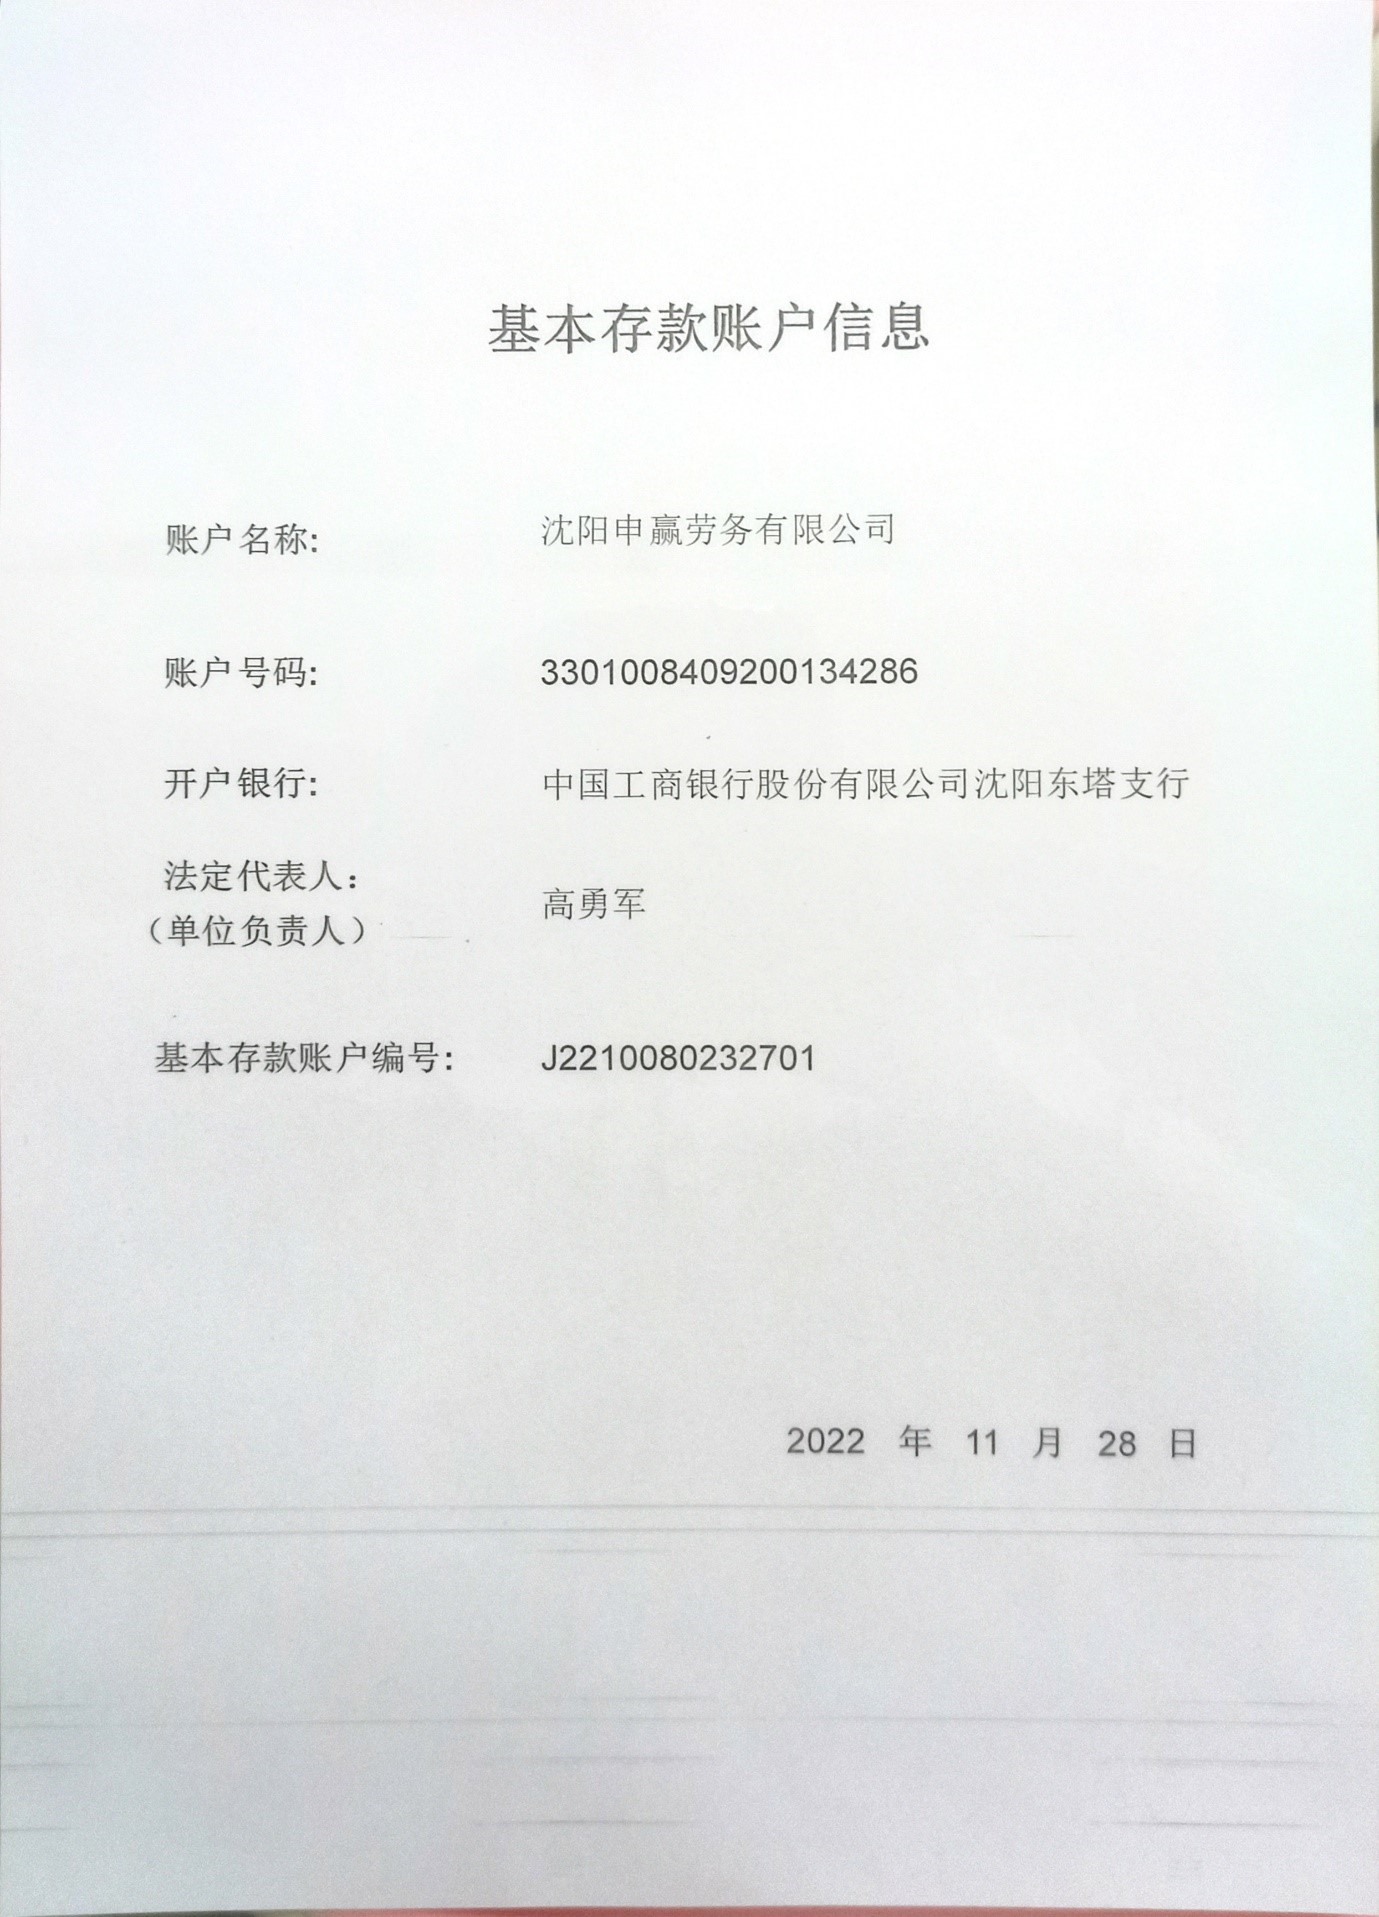 基本存款账户信息
账户名称: 沈阳申赢劳务有限公司
账户号码: 3301008409200134286
开户银行: 中国工商银行股份有限公司沈阳东塔支行
法定代表人：
（单位负责人） 高勇军
基本存款账户编号: J2210080232701
2022 年 11 月 28 日